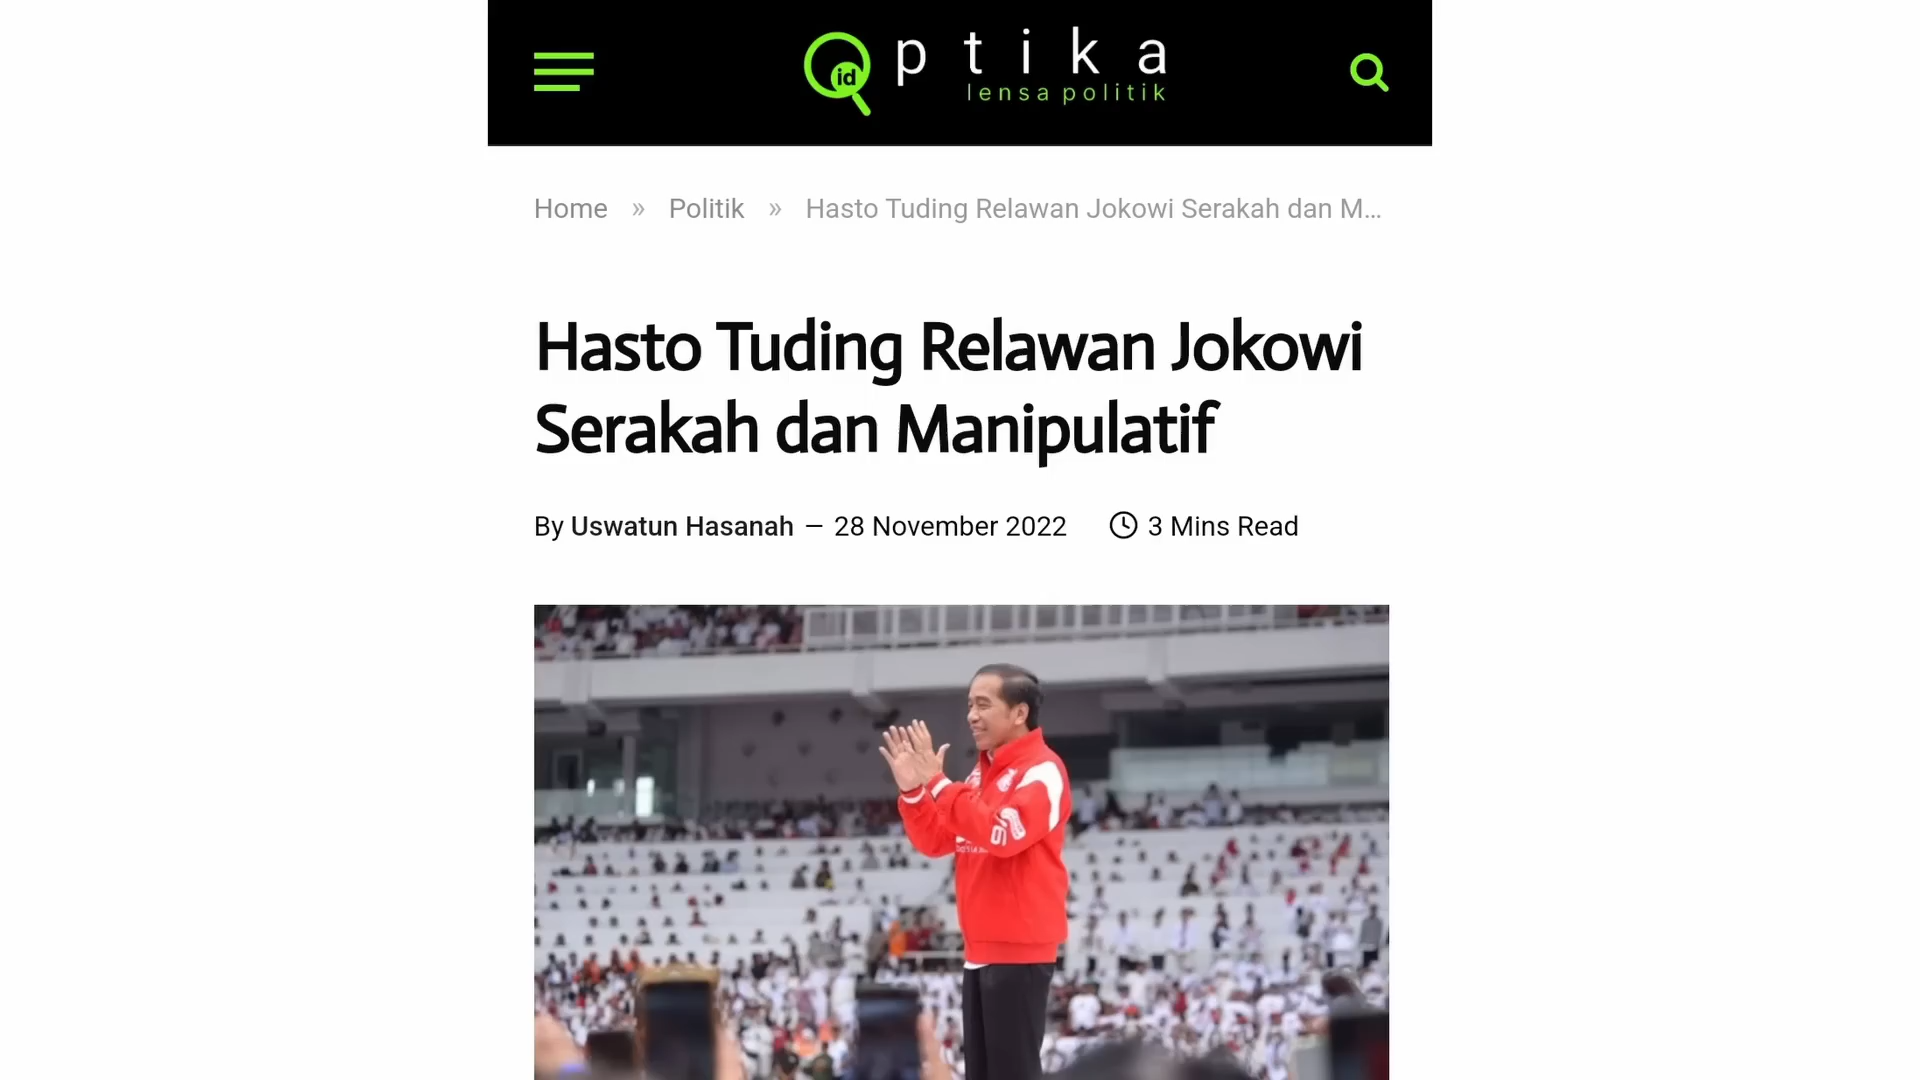 id ptika
lensa politik
Home » Politik » Hasto Tuding Relawan Jokowi Serakah dan M...
Hasto Tuding Relawan Jokowi
Serakah dan Manipulatif
By Uswatun Hasanah — 28 November 2022 3 Mins Read